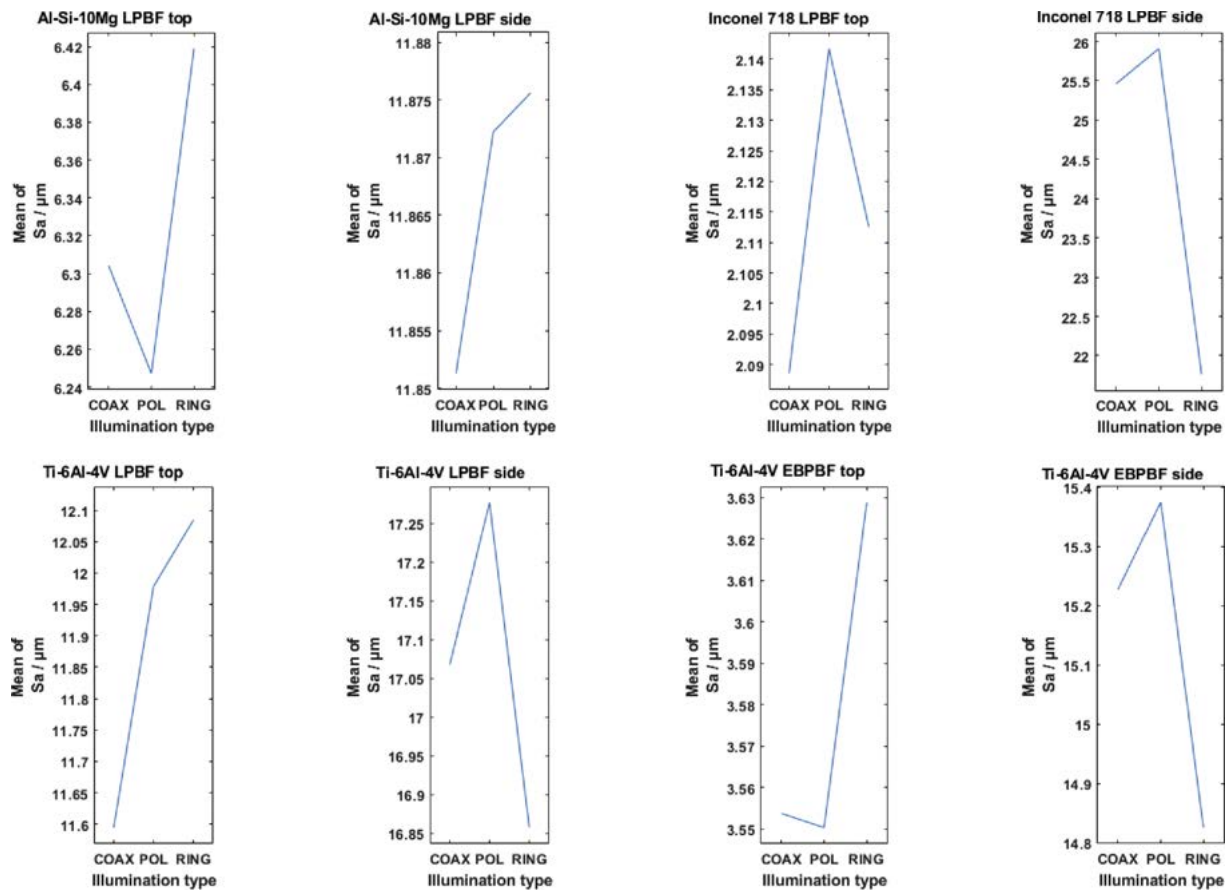 Al-Si-10Mg LPBF top
6.42
6.4
6.38
6.36
6.34
6.32
6.3
6.28
6.26
6.24
Mean of
Sa / µm
COAX POL RING
Illumination type
Al-Si-10Mg LPBF side
11.88
11.875
11.87
11.865
11.86
11.855
11.85
Mean of
Sa / µm
COAX POL RING
Illumination type
Inconel 718 LPBF top
2.14
2.135
2.13
2.125
2.12
2.115
2.11
2.105
2.1
2.095
2.09
Mean of
Sa / µm
COAX POL RING
Illumination type
Inconel 718 LPBF side
26
25.5
25
24.5
24
23.5
23
22.5
22
Mean of
Sa / µm
COAX POL RING
Illumination type
Ti-6Al-4V LPBF top
12.1
12.05
12
11.95
11.9
11.85
11.8
11.75
11.7
11.65
11.6
Mean of
Sa / µm
COAX POL RING
Illumination type
Ti-6Al-4V LPBF side
17.25
17.2
17.15
17.1
17.05
17
16.95
16.9
16.85
Mean of
Sa / µm
COAX POL RING
Illumination type
Ti-6Al-4V EBPBF top
3.63
3.62
3.61
3.6
3.59
3.58
3.57
3.56
3.55
Mean of
Sa / µm
COAX POL RING
Illumination type
Ti-6Al-4V EBPBF side
15.4
15.3
15.2
15.1
15
14.9
14.8
Mean of
Sa / µm
COAX POL RING
Illumination type